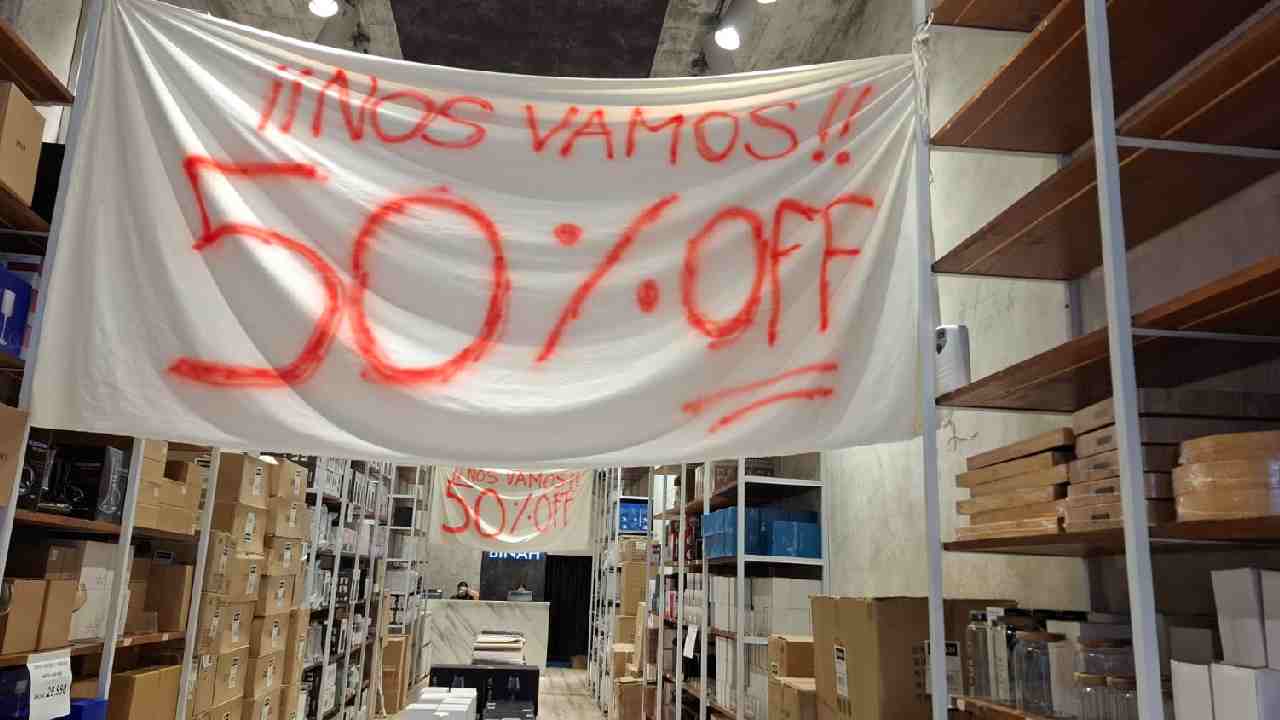 ¡¡NOS VAMOS!!
50% OFF
¡¡NOS VAMOS!!
50% OFF
BINAH